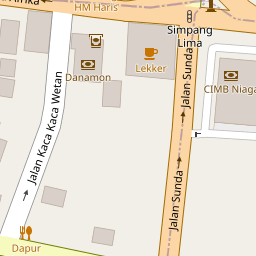 HM Haris
Simpang
Lima
Danamon
Lekker
CIMB Niaga
Jalan Kaca Kaca Wetan
Jalan Sunda
Jalan Sunda
Dapur